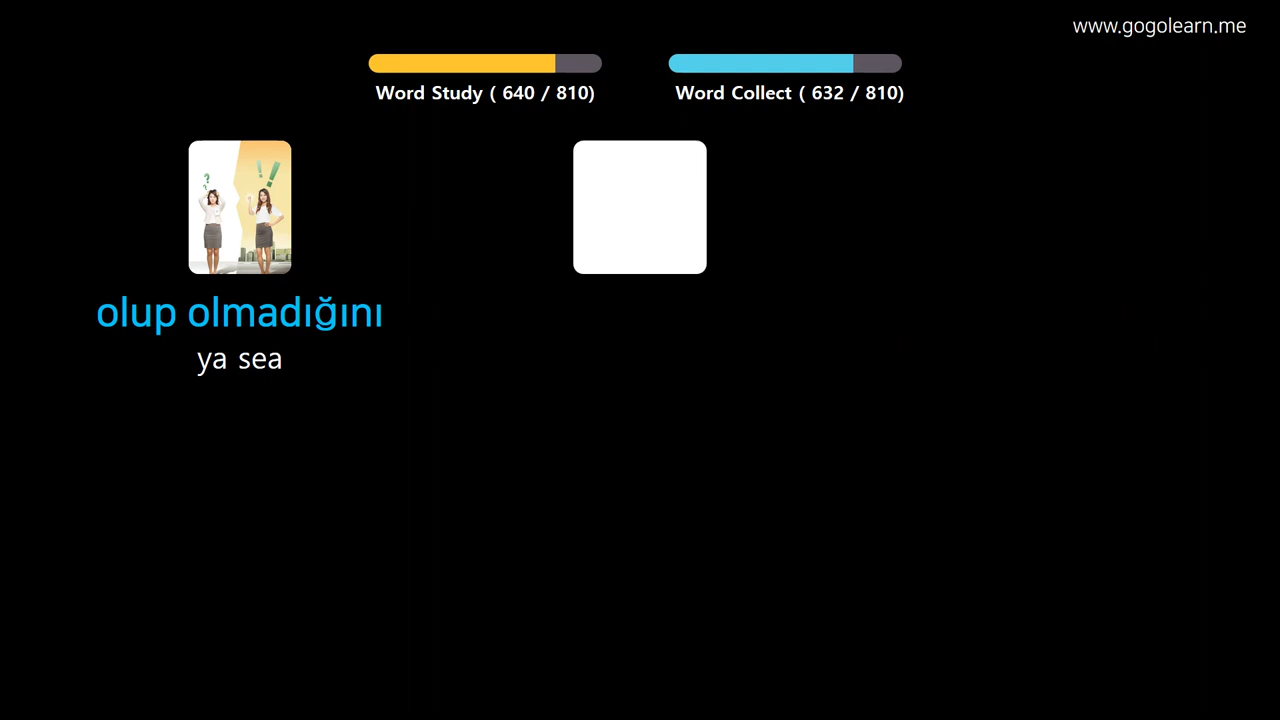 www.gogolearn.me
Word Study ( 640 / 810)
Word Collect ( 632 / 810)
olup olmadığını
ya sea